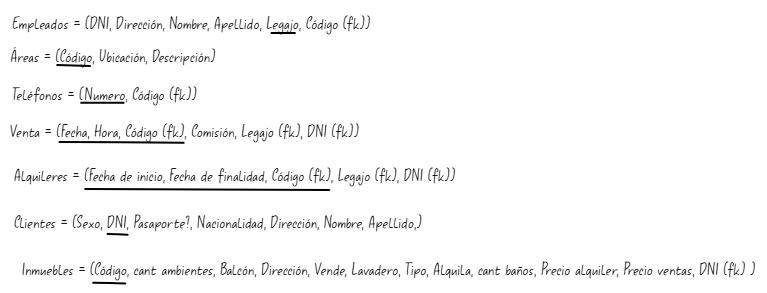 Empleados = (DNI, Dirección, Nombre, Apellido, Legajo, Código (fk))
Áreas = (Código, Ubicación, Descripción)
Teléfonos = (Numero, Código (fk))
Venta = (Fecha, Hora, Código (fk), Comisión, Legajo (fk), DNI (fk))
Alquileres = (Fecha de inicio, Fecha de finalidad, Código (fk), Legajo (fk), DNI (fk))
Clientes = (Sexo, DNI, Pasaporte?, Nacionalidad, Dirección, Nombre, Apellido,)
Inmuebles = (Código, cant ambientes, Balcón, Dirección, Vende, Lavadero, Tipo, Alquila, cant baños, Precio alquiler, Precio ventas, DNI (fk) )